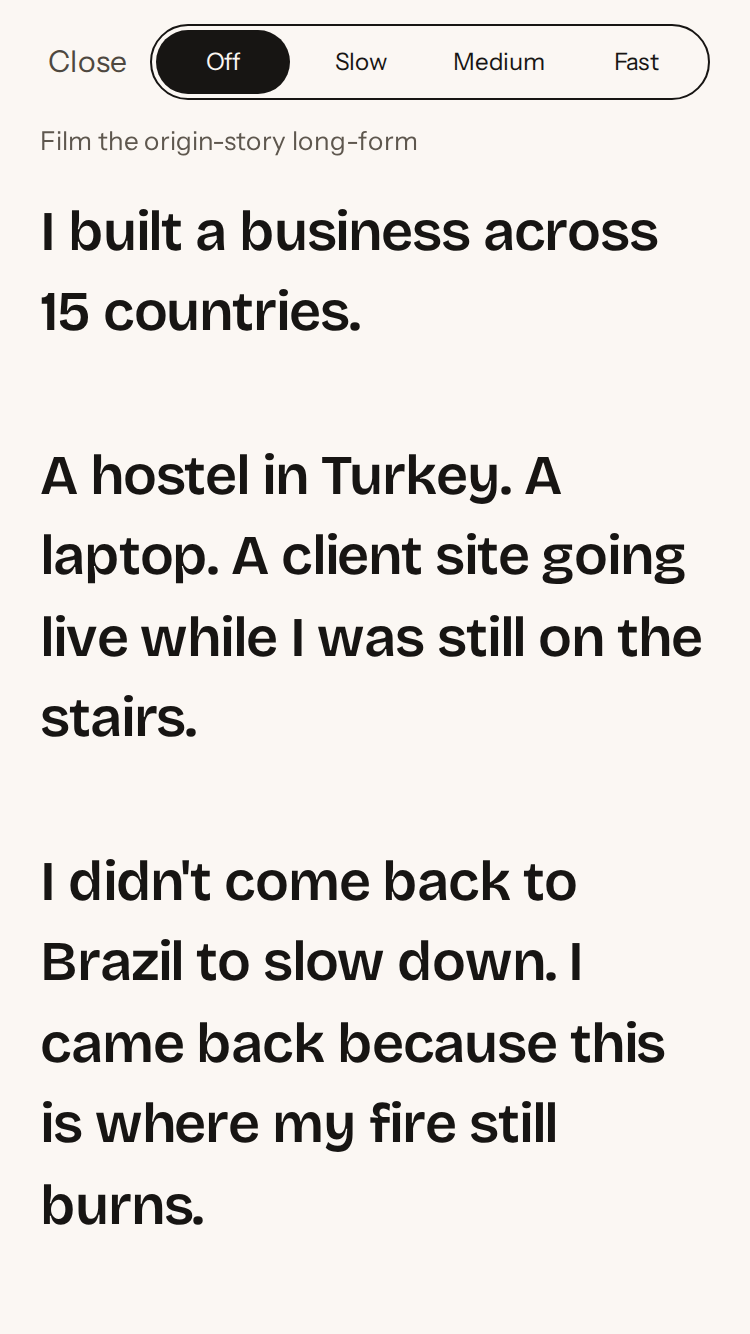 Close Off Slow Medium Fast
Film the origin-story long-form
I built a business across
15 countries.
A hostel in Turkey. A
laptop. A client site going
live while I was still on the
stairs.
I didn't come back to
Brazil to slow down. I
came back because this
is where my fire still
burns.